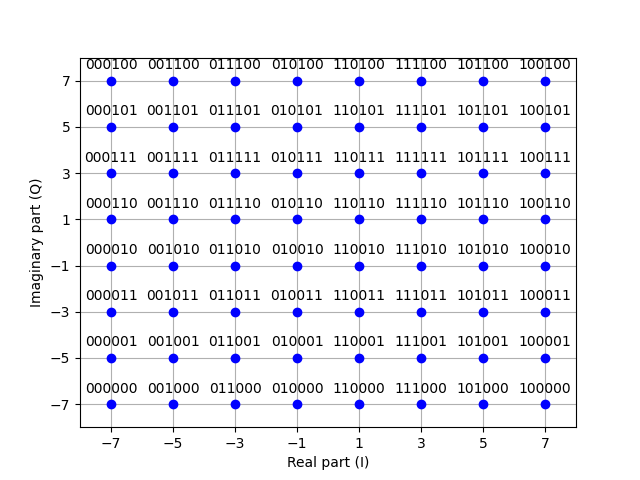 000100 001100 011100 010100 110100 111100 101100 100100
7
000101 001101 011101 010101 110101 111101 101101 100101
5
000111 001111 011111 010111 110111 111111 101111 100111
3
000110 001110 011110 010110 110110 111110 101110 100110
1
000010 001010 011010 010010 110010 111010 101010 100010
−1
000011 001011 011011 010011 110011 111011 101011 100011
−3
000001 001001 011001 010001 110001 111001 101001 100001
−5
000000 001000 011000 010000 110000 111000 101000 100000
−7
−7 −5 −3 −1 1 3 5 7
Real part (I)
Imaginary part (Q)